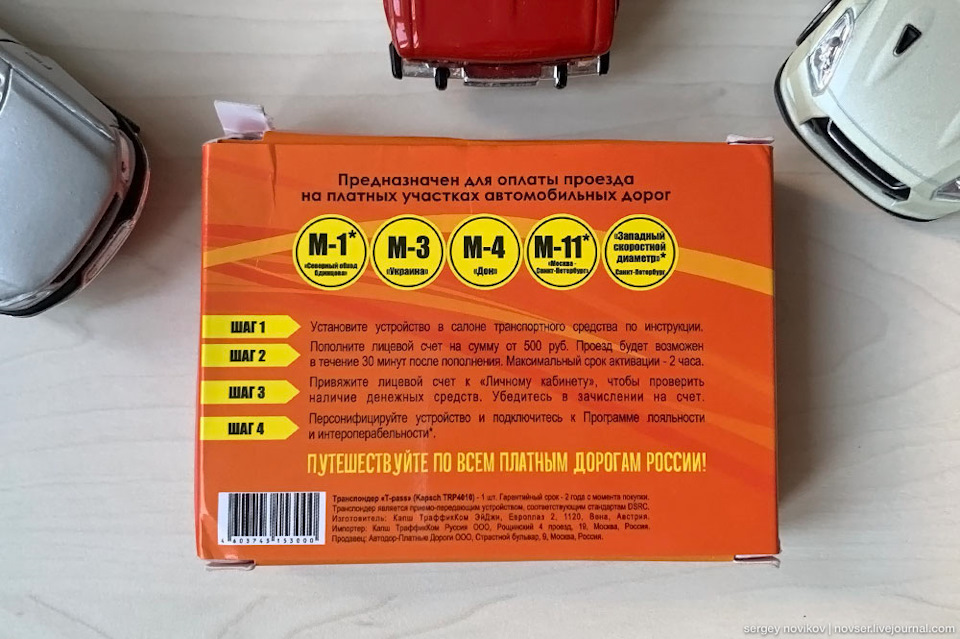 Предназначен для оплаты проезда
на платных участках автомобильных дорог
М-1*
«Северный обход
Одинцова»
М-3
«Украина»
М-4
«Дон»
М-11*
«Москва -
Санкт-Петербург»
«Западный
скоростной
диаметр»*
Санкт-Петербург
ШАГ 1
Установите устройство в салоне транспортного средства по инструкции.
ШАГ 2
Пополните лицевой счет на сумму от 500 руб. Проезд будет возможен
в течение 30 минут после пополнения. Максимальный срок активации - 2 часа.
ШАГ 3
Привяжите лицевой счет к «Личному кабинету», чтобы проверить
наличие денежных средств. Убедитесь в зачислении на счет.
ШАГ 4
Персонифицируйте устройство и подключитесь к Программе лояльности
и интероперабельности*.
ПУТЕШЕСТВУЙТЕ ПО ВСЕМ ПЛАТНЫМ ДОРОГАМ РОССИИ!
Транспондер «T-pass» (Kapsch TRP4010) - 1 шт. Гарантийный срок - 2 года с момента покупки.
Транспондер является приемо-передающим устройством, соответствующим стандартам DSRC.
Изготовитель: Капш ТраффикКом ЭйДжи, Европлац 2, 1120, Вена, Австрия.
Импортер: Капш ТраффикКом Руссия ООО, Рощинский 4 проезд, 19, Москва, Россия.
Продавец: Автодор-Платные Дороги ООО, Страстной бульвар, 9, Москва, России.
4 603743 153000
sergey novikov | novser.livejournal.com